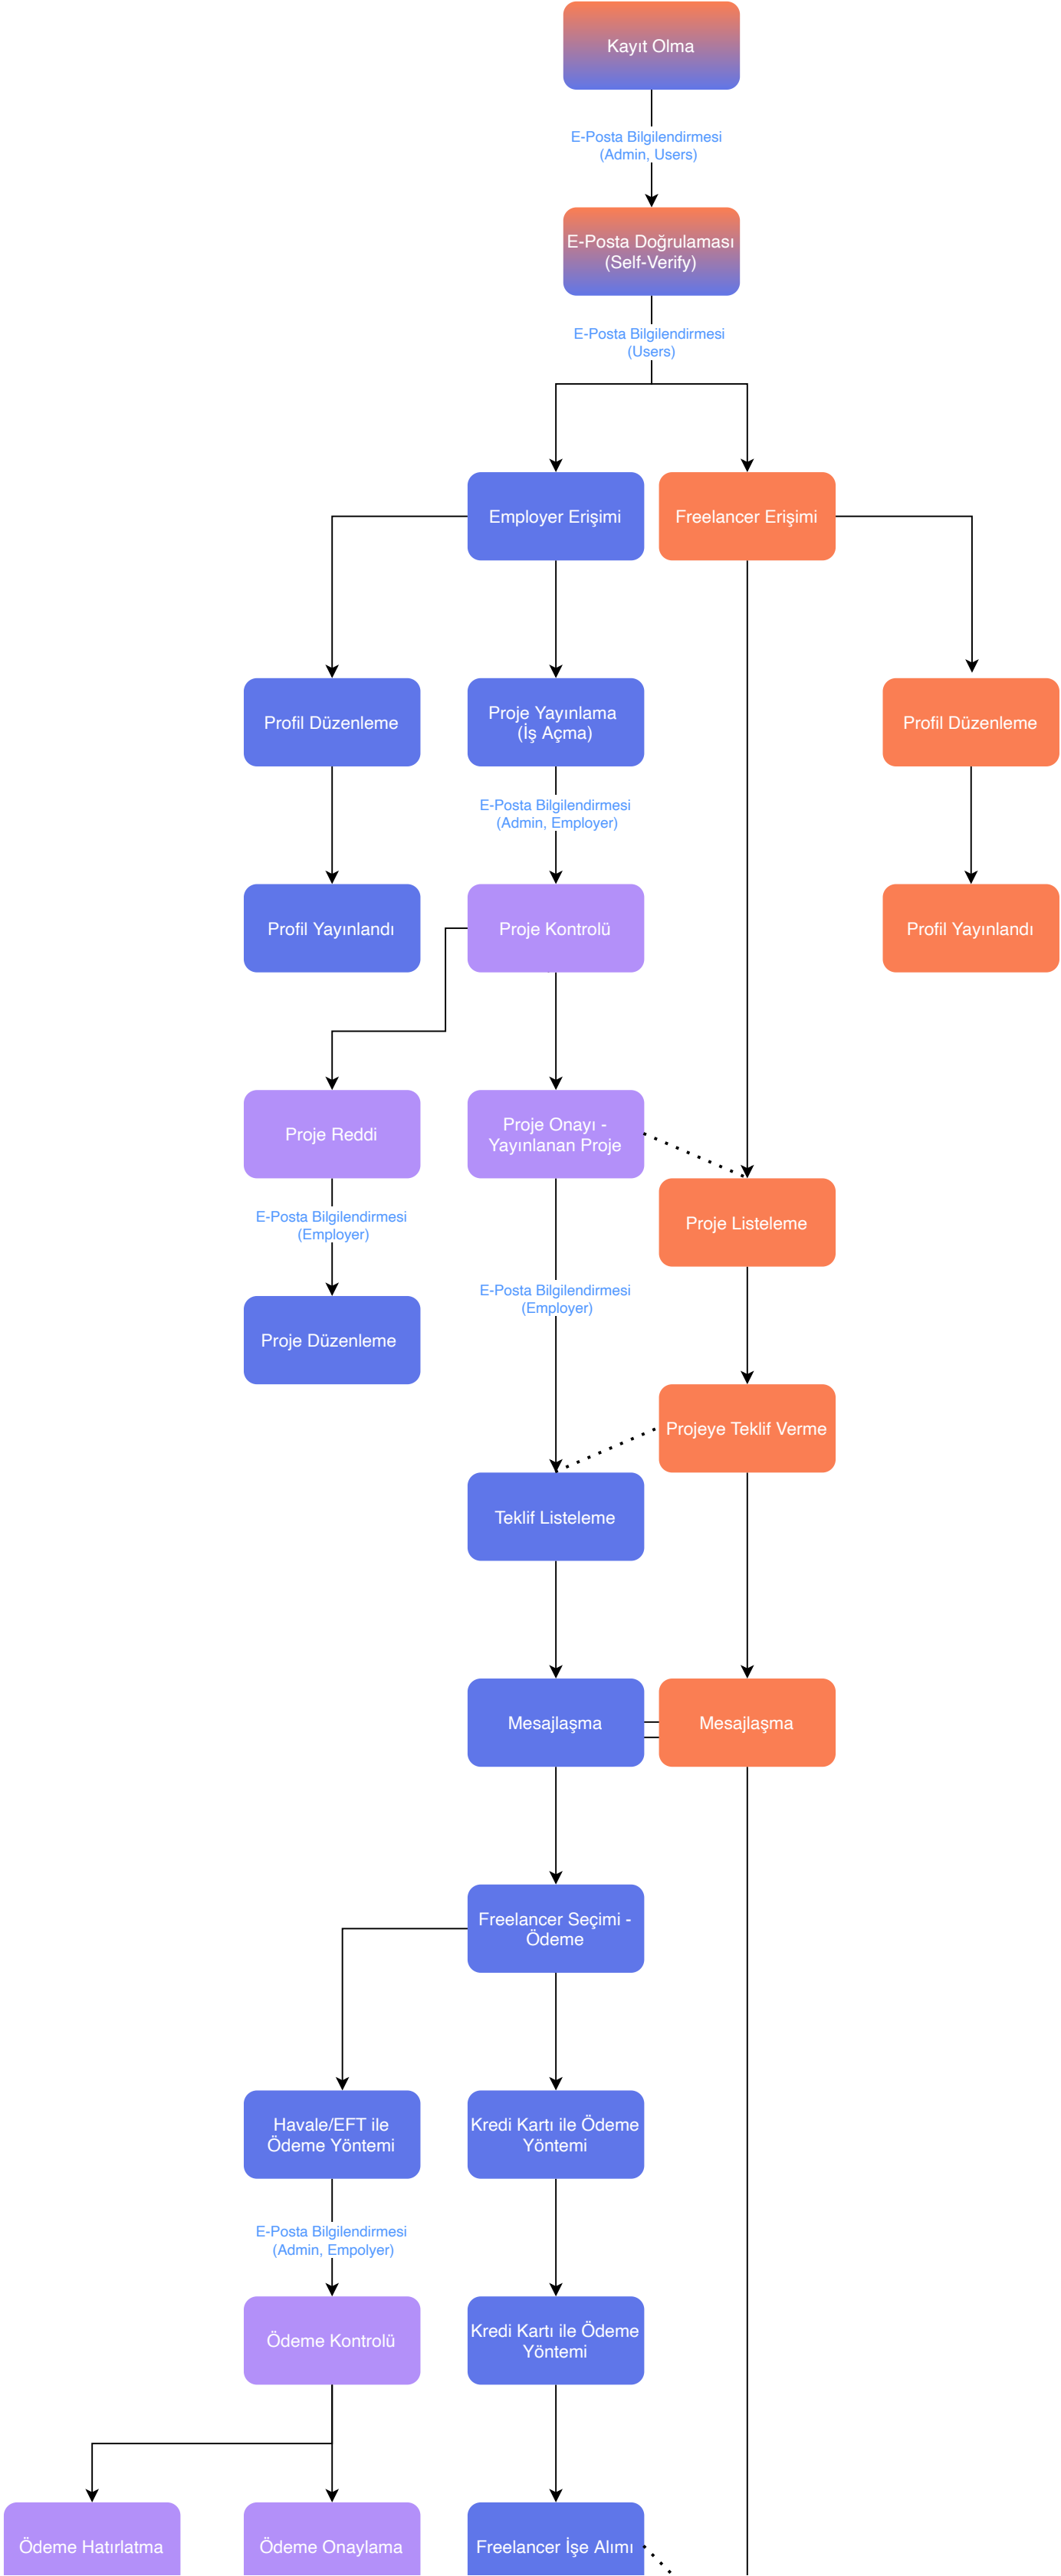 Kayıt Olma
E-Posta Bilgilendirmesi
(Admin, Users)
E-Posta Doğrulaması
(Self-Verify)
E-Posta Bilgilendirmesi
(Users)
Employer Erişimi
Freelancer Erişimi
Profil Düzenleme
Proje Yayınlama
(İş Açma)
Profil Düzenleme
E-Posta Bilgilendirmesi
(Admin, Employer)
Profil Yayınlandı
Proje Kontrolü
Profil Yayınlandı
Proje Reddi
Proje Onayı -
Yayınlanan Proje
Proje Listeleme
E-Posta Bilgilendirmesi
(Employer)
E-Posta Bilgilendirmesi
(Employer)
Proje Düzenleme
Projeye Teklif Verme
Teklif Listeleme
Mesajlaşma
Mesajlaşma
Freelancer Seçimi -
Ödeme
Havale/EFT ile
Ödeme Yöntemi
Kredi Kartı ile Ödeme
Yöntemi
E-Posta Bilgilendirmesi
(Admin, Empolyer)
Ödeme Kontrolü
Kredi Kartı ile Ödeme
Yöntemi
Ödeme Hatırlatma
Ödeme Onaylama
Freelancer İşe Alımı